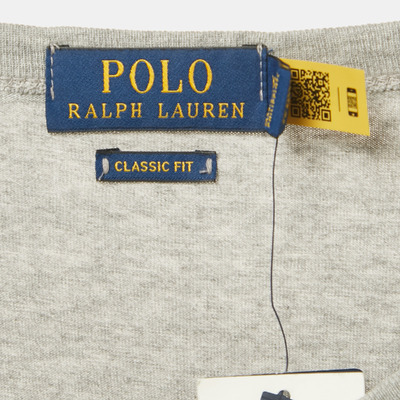 POLO
RALPH LAUREN
CLASSIC FIT